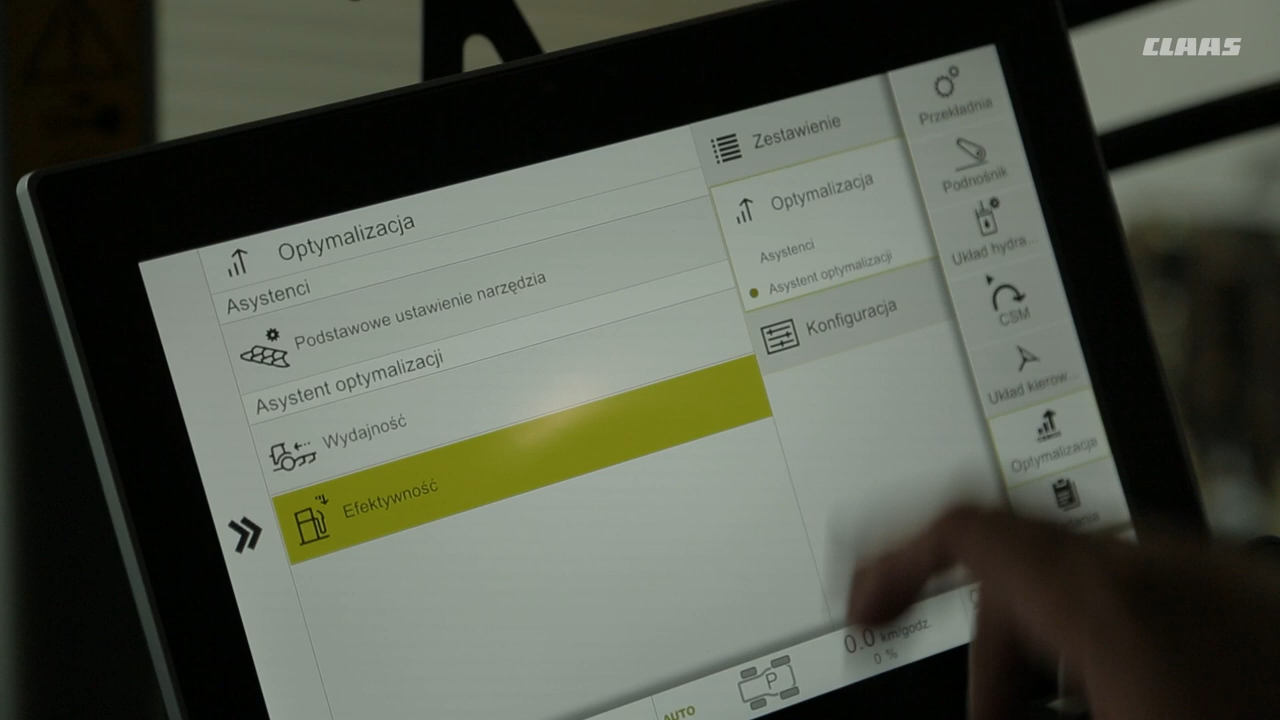 CLAAS
Optymalizacja
Asystenci
Podstawowe ustawienie narzędzia
Asystent optymalizacji
Wydajność
Efektywność
Zestawienie
Optymalizacja
Asystenci
Asystent optymalizacji
Konfiguracja
Przekładnia
Podnośnik
Układ hydra...
CSM
Układ kierow...
Optymalizacja
0.0 km/godz.
0 %
P
AUTO